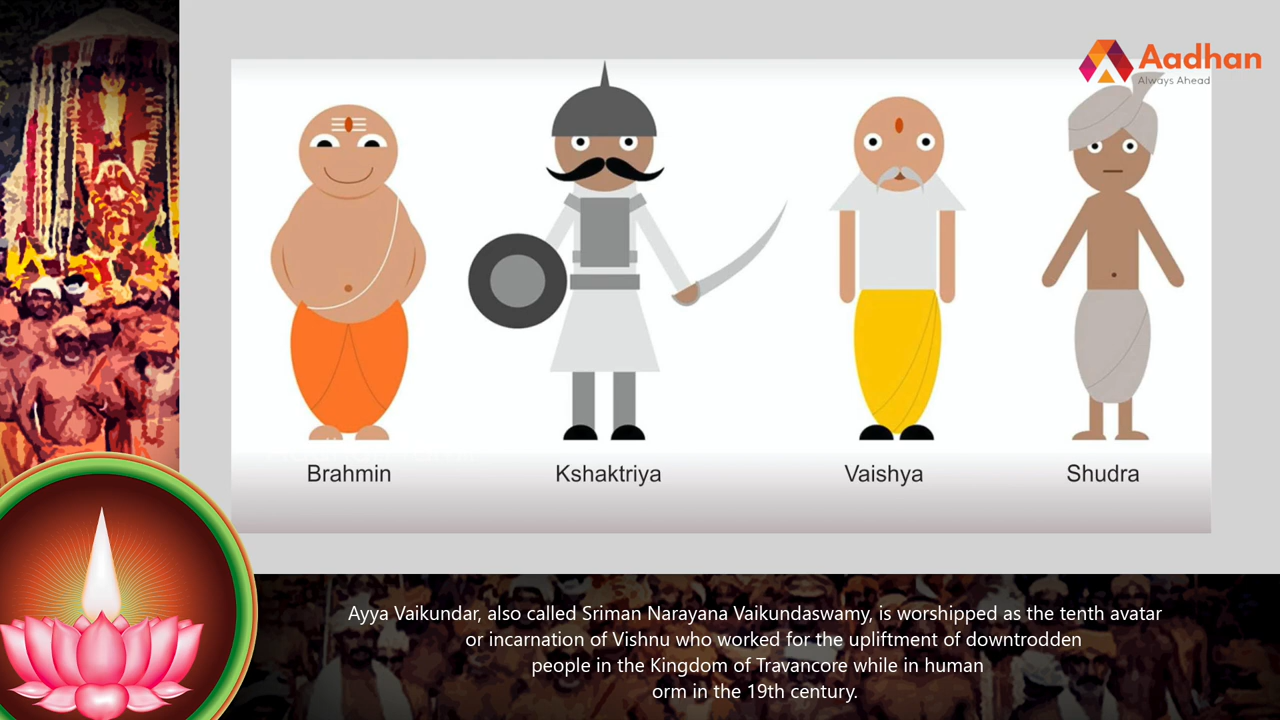 Aadhan
Always Ahead
Brahmin
Kshaktriya
Vaishya
Shudra
Ayya Vaikundar, also called Sriman Narayana Vaikundaswamy, is worshipped as the tenth avatar
or incarnation of Vishnu who worked for the upliftment of downtrodden
people in the Kingdom of Travancore while in human
orm in the 19th century.